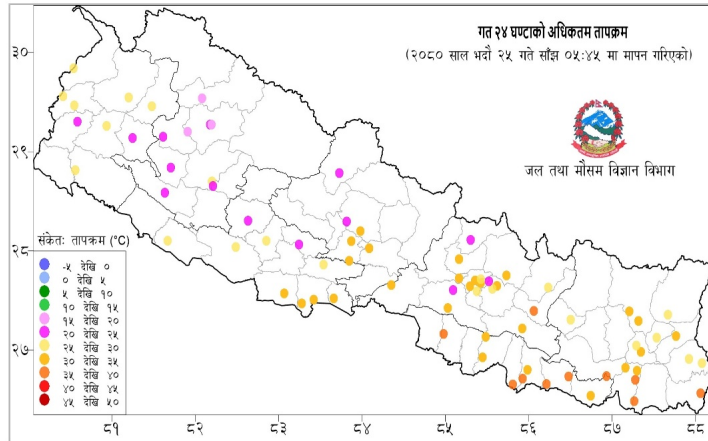 गत २४ घण्टाको अधिकतम तापक्रम
(२०८० साल भदौ २५ गते साँझ ०५:४५ मा मापन गरिएको)
जल तथा मौसम विज्ञान विभाग
३०
२९
२८
२७
संकेतः तापक्रम (°C)
-५ देखि ०
० देखि ५
५ देखि १०
१० देखि १५
१५ देखि २०
२० देखि २५
२५ देखि ३०
३० देखि ३५
३५ देखि ४०
४० देखि ४५
४५ देखि ५०
८१ ८२ ८३ ८४ ८५ ८६ ८७ ८८